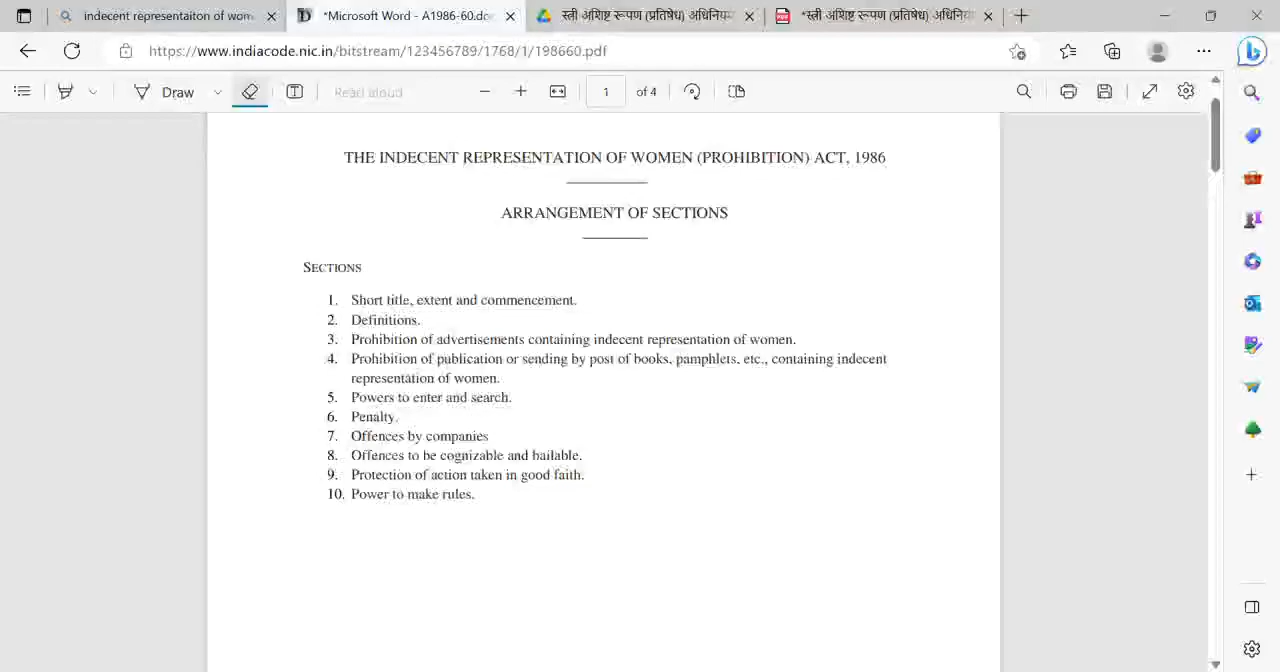 indecent representaiton of wom
*Microsoft Word - A1986-60.do
स्त्री अशिष्ट रूपण (प्रतिषेध) अधिनिय
*स्त्री अशिष्ट रूपण (प्रतिषेध) अधिनि
https://www.indiacode.nic.in/bitstream/123456789/1768/1/198660.pdf
Draw
Read aloud
1 of 4
THE INDECENT REPRESENTATION OF WOMEN (PROHIBITION) ACT, 1986
ARRANGEMENT OF SECTIONS
SECTIONS
1. Short title, extent and commencement.
2. Definitions.
3. Prohibition of advertisements containing indecent representation of women.
4. Prohibition of publication or sending by post of books, pamphlets, etc., containing indecent
representation of women.
5. Powers to enter and search.
6. Penalty.
7. Offences by companies
8. Offences to be cognizable and bailable.
9. Protection of action taken in good faith.
10. Power to make rules.